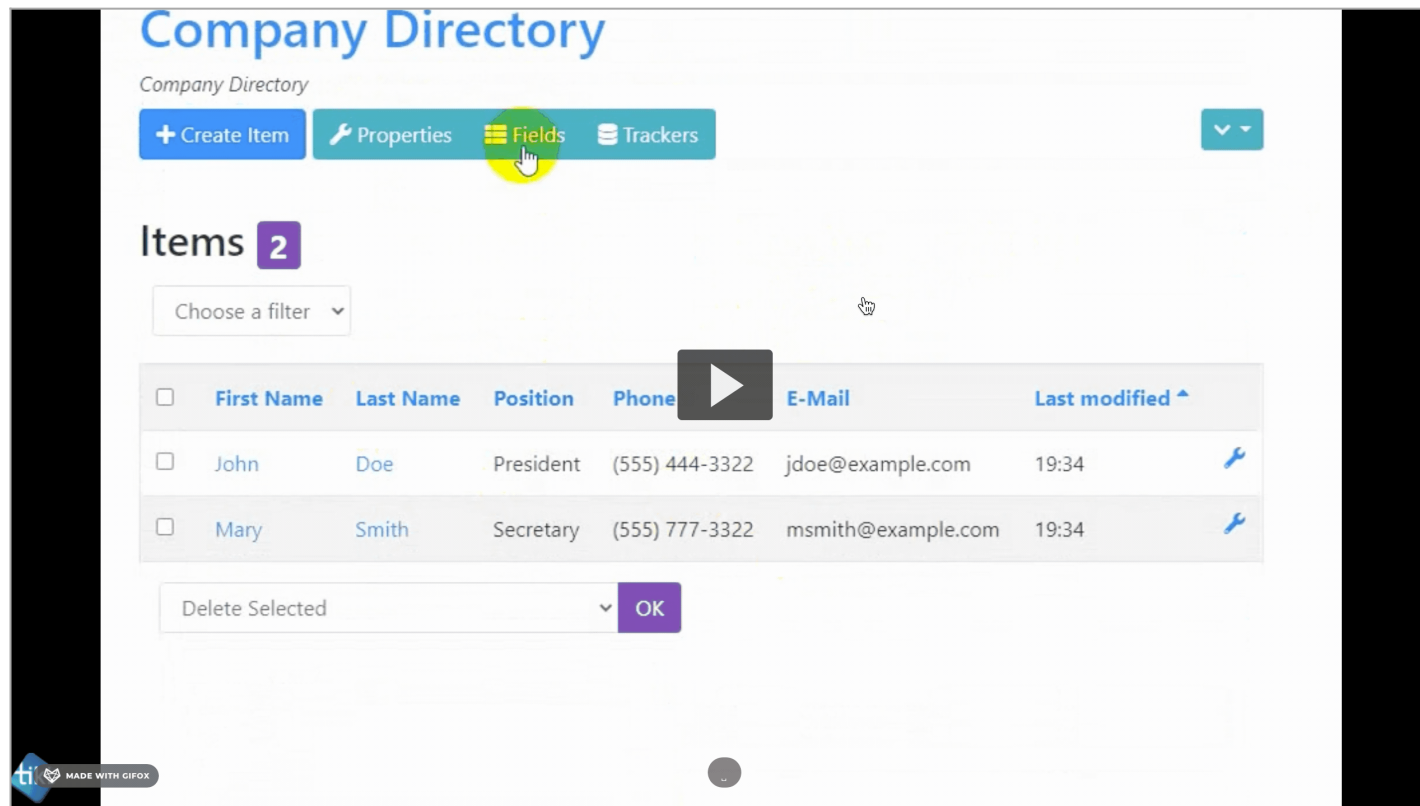 Company Directory
Company Directory
Create Item Properties Fields Trackers
Items 2
Choose a filter
First Name Last Name Position Phone E-Mail Last modified
John Doe President (555) 444-3322 jdoe@example.com 19:34
Mary Smith Secretary (555) 777-3322 msmith@example.com 19:34
Delete Selected OK
ti MADE WITH GIFOX